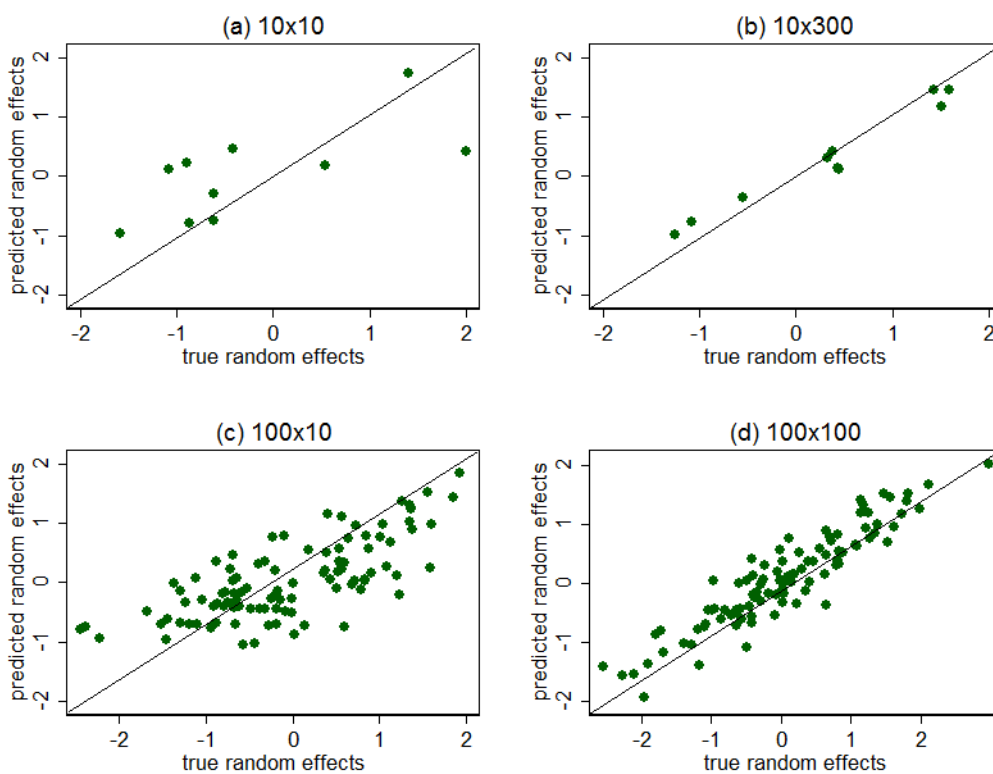 (a) 10x10
predicted random effects
2
1
0
-1
-2
-2 -1 0 1 2
true random effects
(b) 10x300
predicted random effects
2
1
0
-1
-2
-2 -1 0 1 2
true random effects
(c) 100x10
predicted random effects
2
1
0
-1
-2
-2 -1 0 1 2
true random effects
(d) 100x100
predicted random effects
2
1
0
-1
-2
-2 -1 0 1 2 3
true random effects